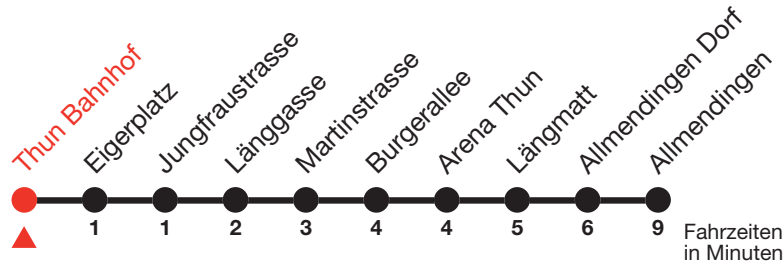 Thun Bahnhof
Eigerplatz
Jungfraustrasse
Länggasse
Martinstrasse
Burgerallee
Arena Thun
Längmatt
Allmendingen Dorf
Allmendingen
1 1 2 3 4 4 5 6 9
Fahrzeiten
in Minuten